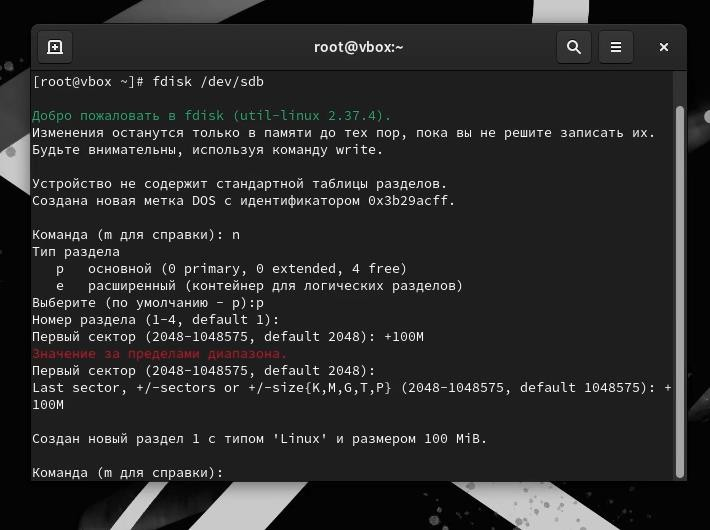 root@vbox:~
[root@vbox ~]# fdisk /dev/sdb
Добро пожаловать в fdisk (util-linux 2.37.4).
Изменения останутся только в памяти до тех пор, пока вы не решите записать их.
Будьте внимательны, используя команду write.
Устройство не содержит стандартной таблицы разделов.
Создана новая метка DOS с идентификатором 0x3b29acff.
Команда (m для справки): n
Тип раздела
p   основной (0 primary, 0 extended, 4 free)
e   расширенный (контейнер для логических разделов)
Выберите (по умолчанию - p):p
Номер раздела (1-4, default 1):
Первый сектор (2048-1048575, default 2048): +100M
Значение за пределами диапазона.
Первый сектор (2048-1048575, default 2048):
Last sector, +/-sectors or +/-size{K,M,G,T,P} (2048-1048575, default 1048575): +
100M
Создан новый раздел 1 с типом 'Linux' и размером 100 MiB.
Команда (m для справки):